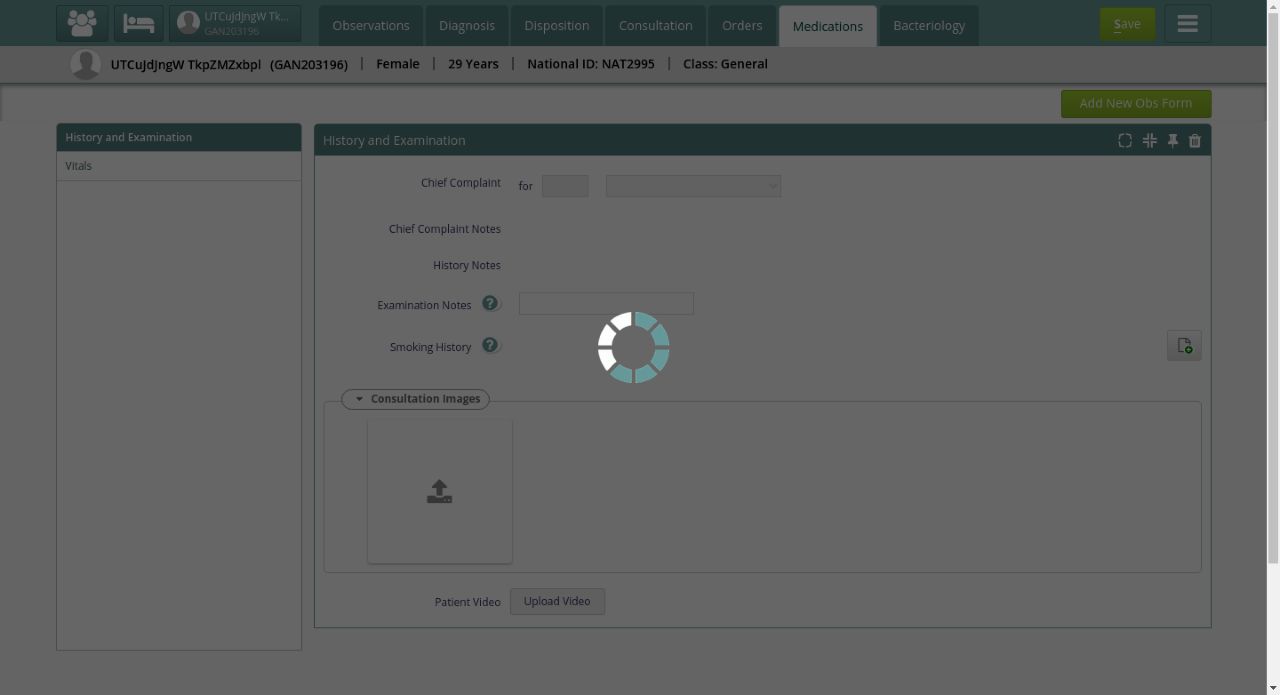 UTCuJdJngW Tk...
GAN203196
Observations
Diagnosis
Disposition
Consultation
Orders
Medications
Bacteriology
Save
UTCuJdJngW TkpZMZxbpl (GAN203196) | Female | 29 Years | National ID: NAT2995 | Class: General
Add New Obs Form
History and Examination
Vitals
History and Examination
Chief Complaint for
Chief Complaint Notes
History Notes
Examination Notes ?
Smoking History ?
Consultation Images
Patient Video Upload Video